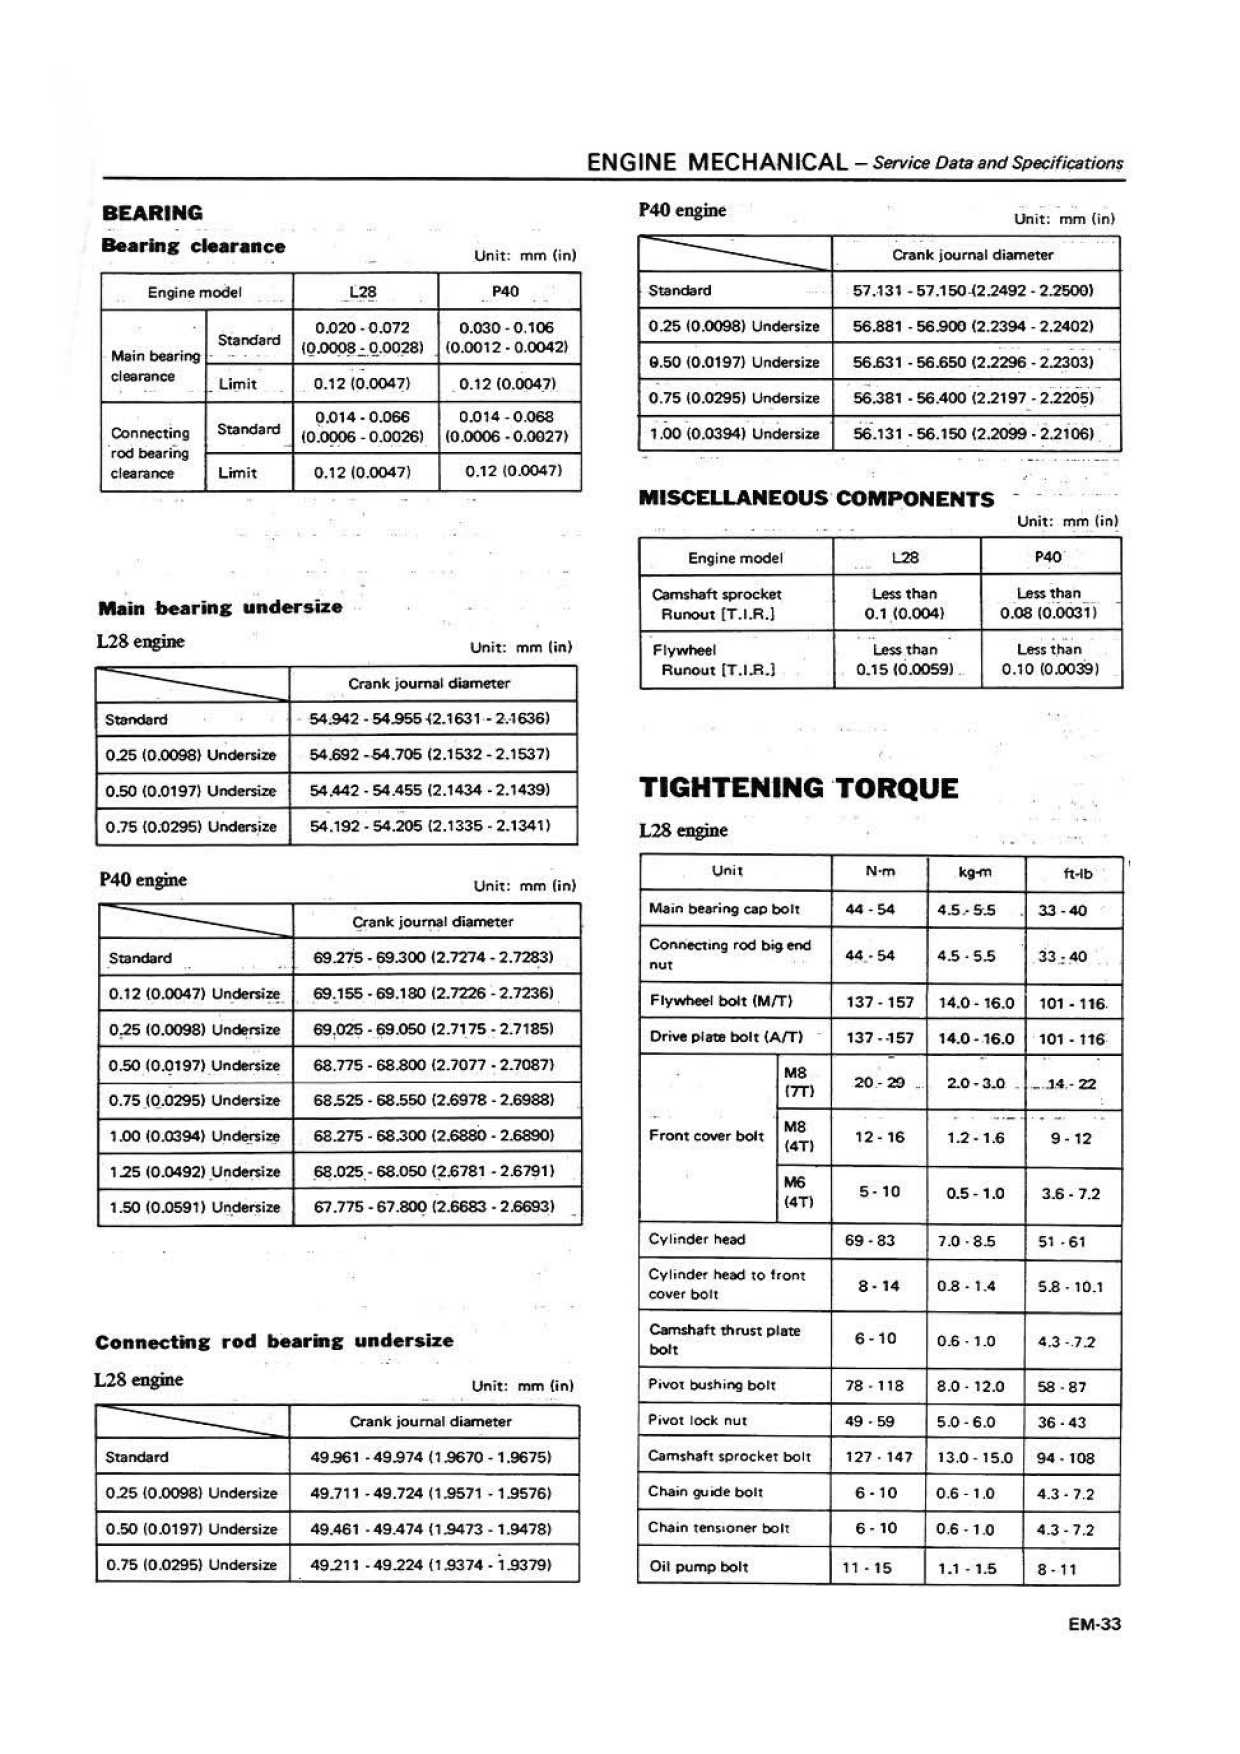 ENGINE MECHANICAL – Service Data and Specifications
BEARING
Bearing clearance
Unit: mm (in)
Engine model L28 P40
Main bearing clearance Standard 0.020 - 0.072 (0.0008 - 0.0028) 0.030 - 0.106 (0.0012 - 0.0042)
Limit 0.12 (0.0047) 0.12 (0.0047)
Connecting rod bearing clearance Standard 0.014 - 0.066 (0.0006 - 0.0026) 0.014 - 0.068 (0.0006 - 0.0027)
Limit 0.12 (0.0047) 0.12 (0.0047)
Main bearing undersize
L28 engine
Unit: mm (in)
Crank journal diameter
Standard 54.942 - 54.955 (2.1631 - 2.1636)
0.25 (0.0098) Undersize 54.692 - 54.705 (2.1532 - 2.1537)
0.50 (0.0197) Undersize 54.442 - 54.455 (2.1434 - 2.1439)
0.75 (0.0295) Undersize 54.192 - 54.205 (2.1335 - 2.1341)
P40 engine
Unit: mm (in)
Crank journal diameter
Standard 69.275 - 69.300 (2.7274 - 2.7283)
0.12 (0.0047) Undersize 69.155 - 69.180 (2.7226 - 2.7236)
0.25 (0.0098) Undersize 69.025 - 69.050 (2.7175 - 2.7185)
0.50 (0.0197) Undersize 68.775 - 68.800 (2.7077 - 2.7087)
0.75 (0.0295) Undersize 68.525 - 68.550 (2.6978 - 2.6988)
1.00 (0.0394) Undersize 68.275 - 68.300 (2.6880 - 2.6890)
1.25 (0.0492) Undersize 68.025 - 68.050 (2.6781 - 2.6791)
1.50 (0.0591) Undersize 67.775 - 67.800 (2.6683 - 2.6693)
Connecting rod bearing undersize
L28 engine
Unit: mm (in)
Crank journal diameter
Standard 49.961 - 49.974 (1.9670 - 1.9675)
0.25 (0.0098) Undersize 49.711 - 49.724 (1.9571 - 1.9576)
0.50 (0.0197) Undersize 49.461 - 49.474 (1.9473 - 1.9478)
0.75 (0.0295) Undersize 49.211 - 49.224 (1.9374 - 1.9379)
P40 engine
Unit: mm (in)
Crank journal diameter
Standard 57.131 - 57.150 (2.2492 - 2.2500)
0.25 (0.0098) Undersize 56.881 - 56.900 (2.2394 - 2.2402)
0.50 (0.0197) Undersize 56.631 - 56.650 (2.2296 - 2.2303)
0.75 (0.0295) Undersize 56.381 - 56.400 (2.2197 - 2.2205)
1.00 (0.0394) Undersize 56.131 - 56.150 (2.2099 - 2.2106)
MISCELLANEOUS COMPONENTS
Unit: mm (in)
Engine model L28 P40
Camshaft sprocket Less than Less than
Runout [T.I.R.] 0.1 (0.004) 0.08 (0.0031)
Flywheel Less than Less than
Runout [T.I.R.] 0.15 (0.0059) 0.10 (0.0039)
TIGHTENING TORQUE
L28 engine
Unit N·m kg-m ft-lb
Main bearing cap bolt 44 - 54 4.5 - 5.5 33 - 40
Connecting rod big end nut 44 - 54 4.5 - 5.5 33 - 40
Flywheel bolt (M/T) 137 - 157 14.0 - 16.0 101 - 116
Drive plate bolt (A/T) 137 - 157 14.0 - 16.0 101 - 116
Front cover bolt M8 (7T) 20 - 29 2.0 - 3.0 14 - 22
M8 (4T) 12 - 16 1.2 - 1.6 9 - 12
M6 (4T) 5 - 10 0.5 - 1.0 3.6 - 7.2
Cylinder head 69 - 83 7.0 - 8.5 51 - 61
Cylinder head to front cover bolt 8 - 14 0.8 - 1.4 5.8 - 10.1
Camshaft thrust plate bolt 6 - 10 0.6 - 1.0 4.3 - 7.2
Pivot bushing bolt 78 - 118 8.0 - 12.0 58 - 87
Pivot lock nut 49 - 59 5.0 - 6.0 36 - 43
Camshaft sprocket bolt 127 - 147 13.0 - 15.0 94 - 108
Chain guide bolt 6 - 10 0.6 - 1.0 4.3 - 7.2
Chain tensioner bolt 6 - 10 0.6 - 1.0 4.3 - 7.2
Oil pump bolt 11 - 15 1.1 - 1.5 8 - 11
EM-33